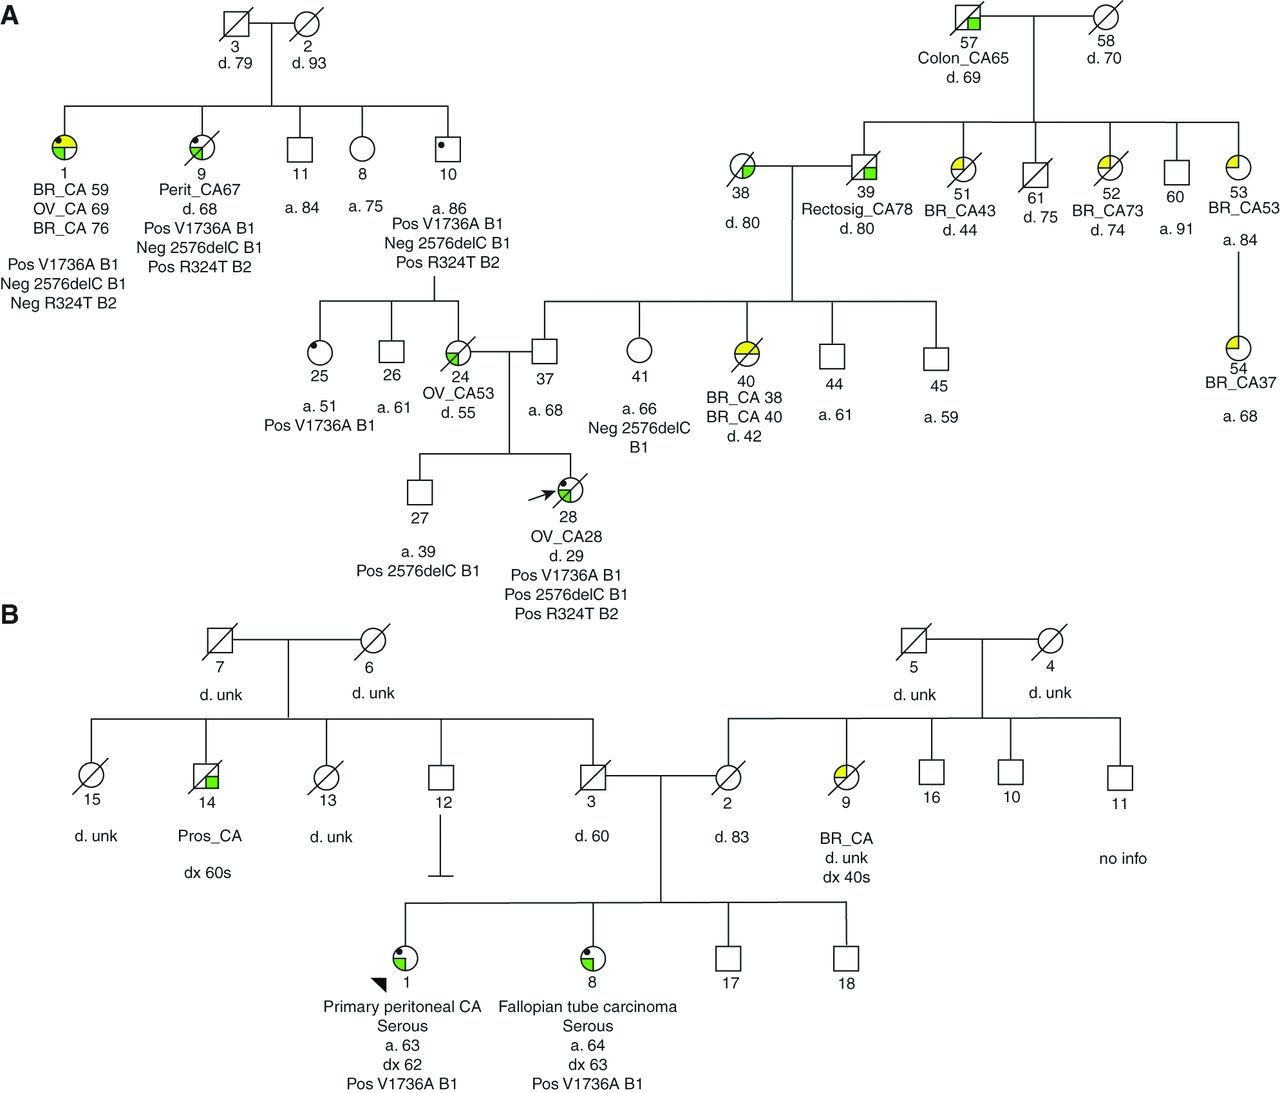 A
3
d. 79
2
d. 93
57
Colon_CA65
d. 69
58
d. 70
1
BR_CA 59
OV_CA 69
BR_CA 76
Pos V1736A B1
Neg 2576delC B1
Neg R324T B2
9
Perit_CA67
d. 68
Pos V1736A B1
Neg 2576delC B1
Pos R324T B2
11
a. 84
8
a. 75
10
a. 86
Pos V1736A B1
Neg 2576delC B1
Pos R324T B2
38
d. 80
39
Rectosig_CA78
d. 80
51
BR_CA43
d. 44
61
d. 75
52
BR_CA73
d. 74
60
a. 91
53
BR_CA53
a. 84
25
a. 51
Pos V1736A B1
26
a. 61
24
OV_CA53
d. 55
37
a. 68
41
a. 66
Neg 2576delC
B1
40
BR_CA 38
BR_CA 40
d. 42
44
a. 61
45
a. 59
54
BR_CA37
a. 68
27
a. 39
Pos 2576delC B1
28
OV_CA28
d. 29
Pos V1736A B1
Pos 2576delC B1
Pos R324T B2
B
7
d. unk
6
d. unk
5
d. unk
4
d. unk
15
d. unk
14
Pros_CA
dx 60s
13
d. unk
12
3
d. 60
2
d. 83
9
BR_CA
d. unk
dx 40s
16
10
11
no info
1
Primary peritoneal CA
Serous
a. 63
dx 62
Pos V1736A B1
8
Fallopian tube carcinoma
Serous
a. 64
dx 63
Pos V1736A B1
17
18